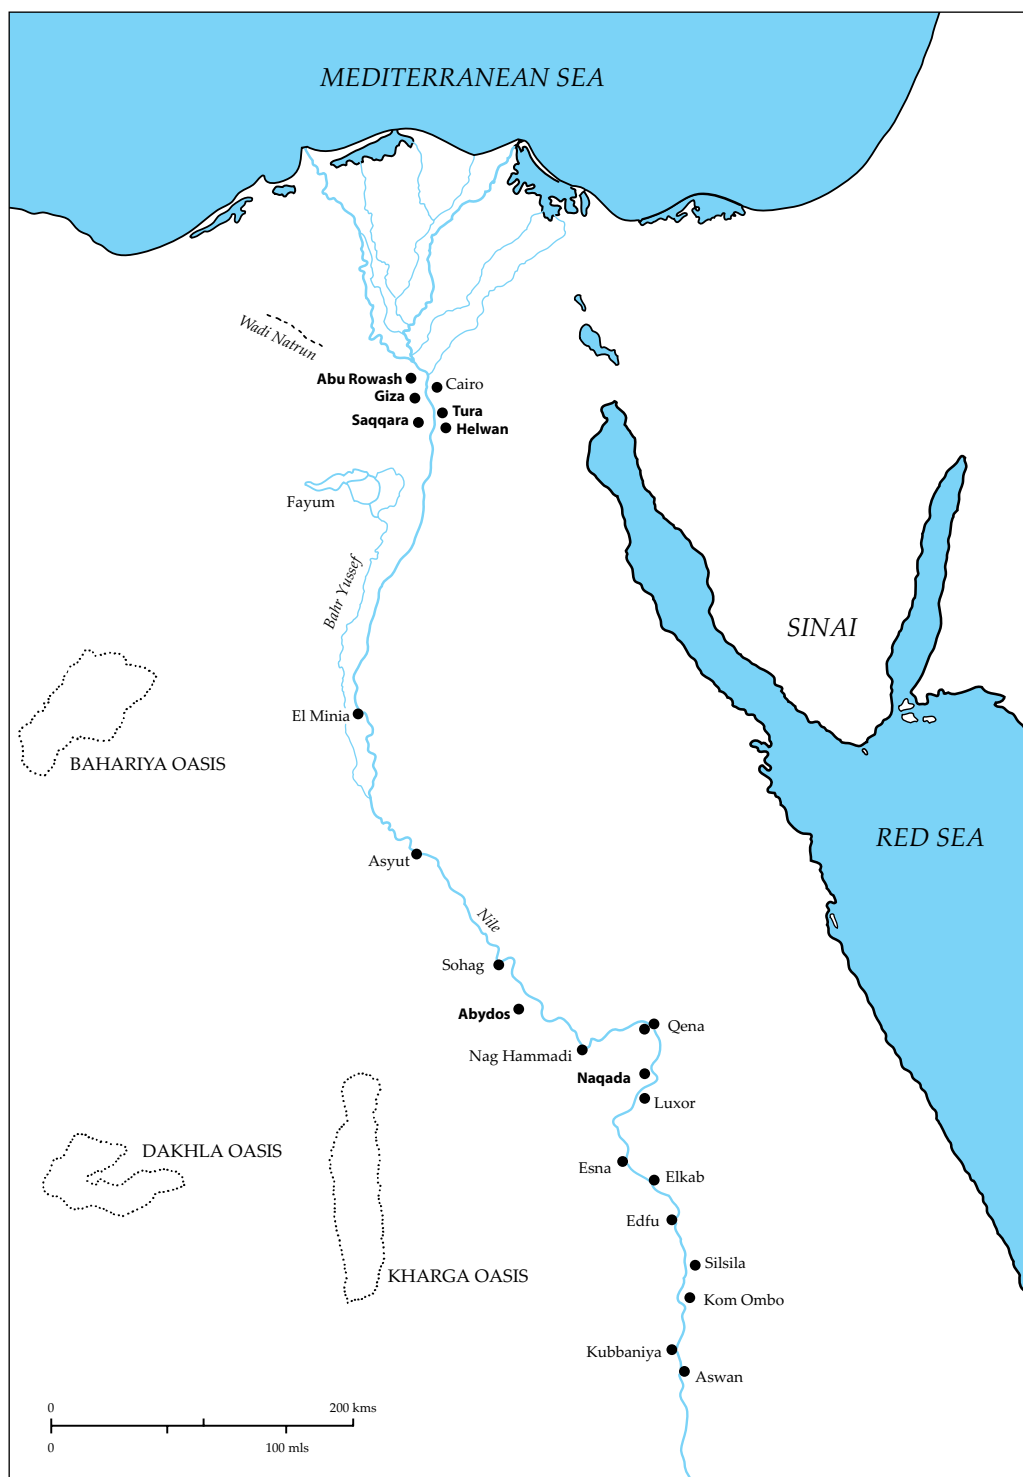 MEDITERRANEAN SEA
Wadi Natrun
Abu Rowash
Cairo
Giza
Tura
Saqqara
Helwan
Fayum
Bahr Yussef
SINAI
El Minia
BAHARIYA OASIS
RED SEA
Asyut
Nile
Sohag
Abydos
Qena
Nag Hammadi
Naqada
Luxor
DAKHLA OASIS
Esna
Elkab
Edfu
Silsila
KHARGA OASIS
Kom Ombo
Kubbaniya
Aswan
0 200 kms
0 100 mls